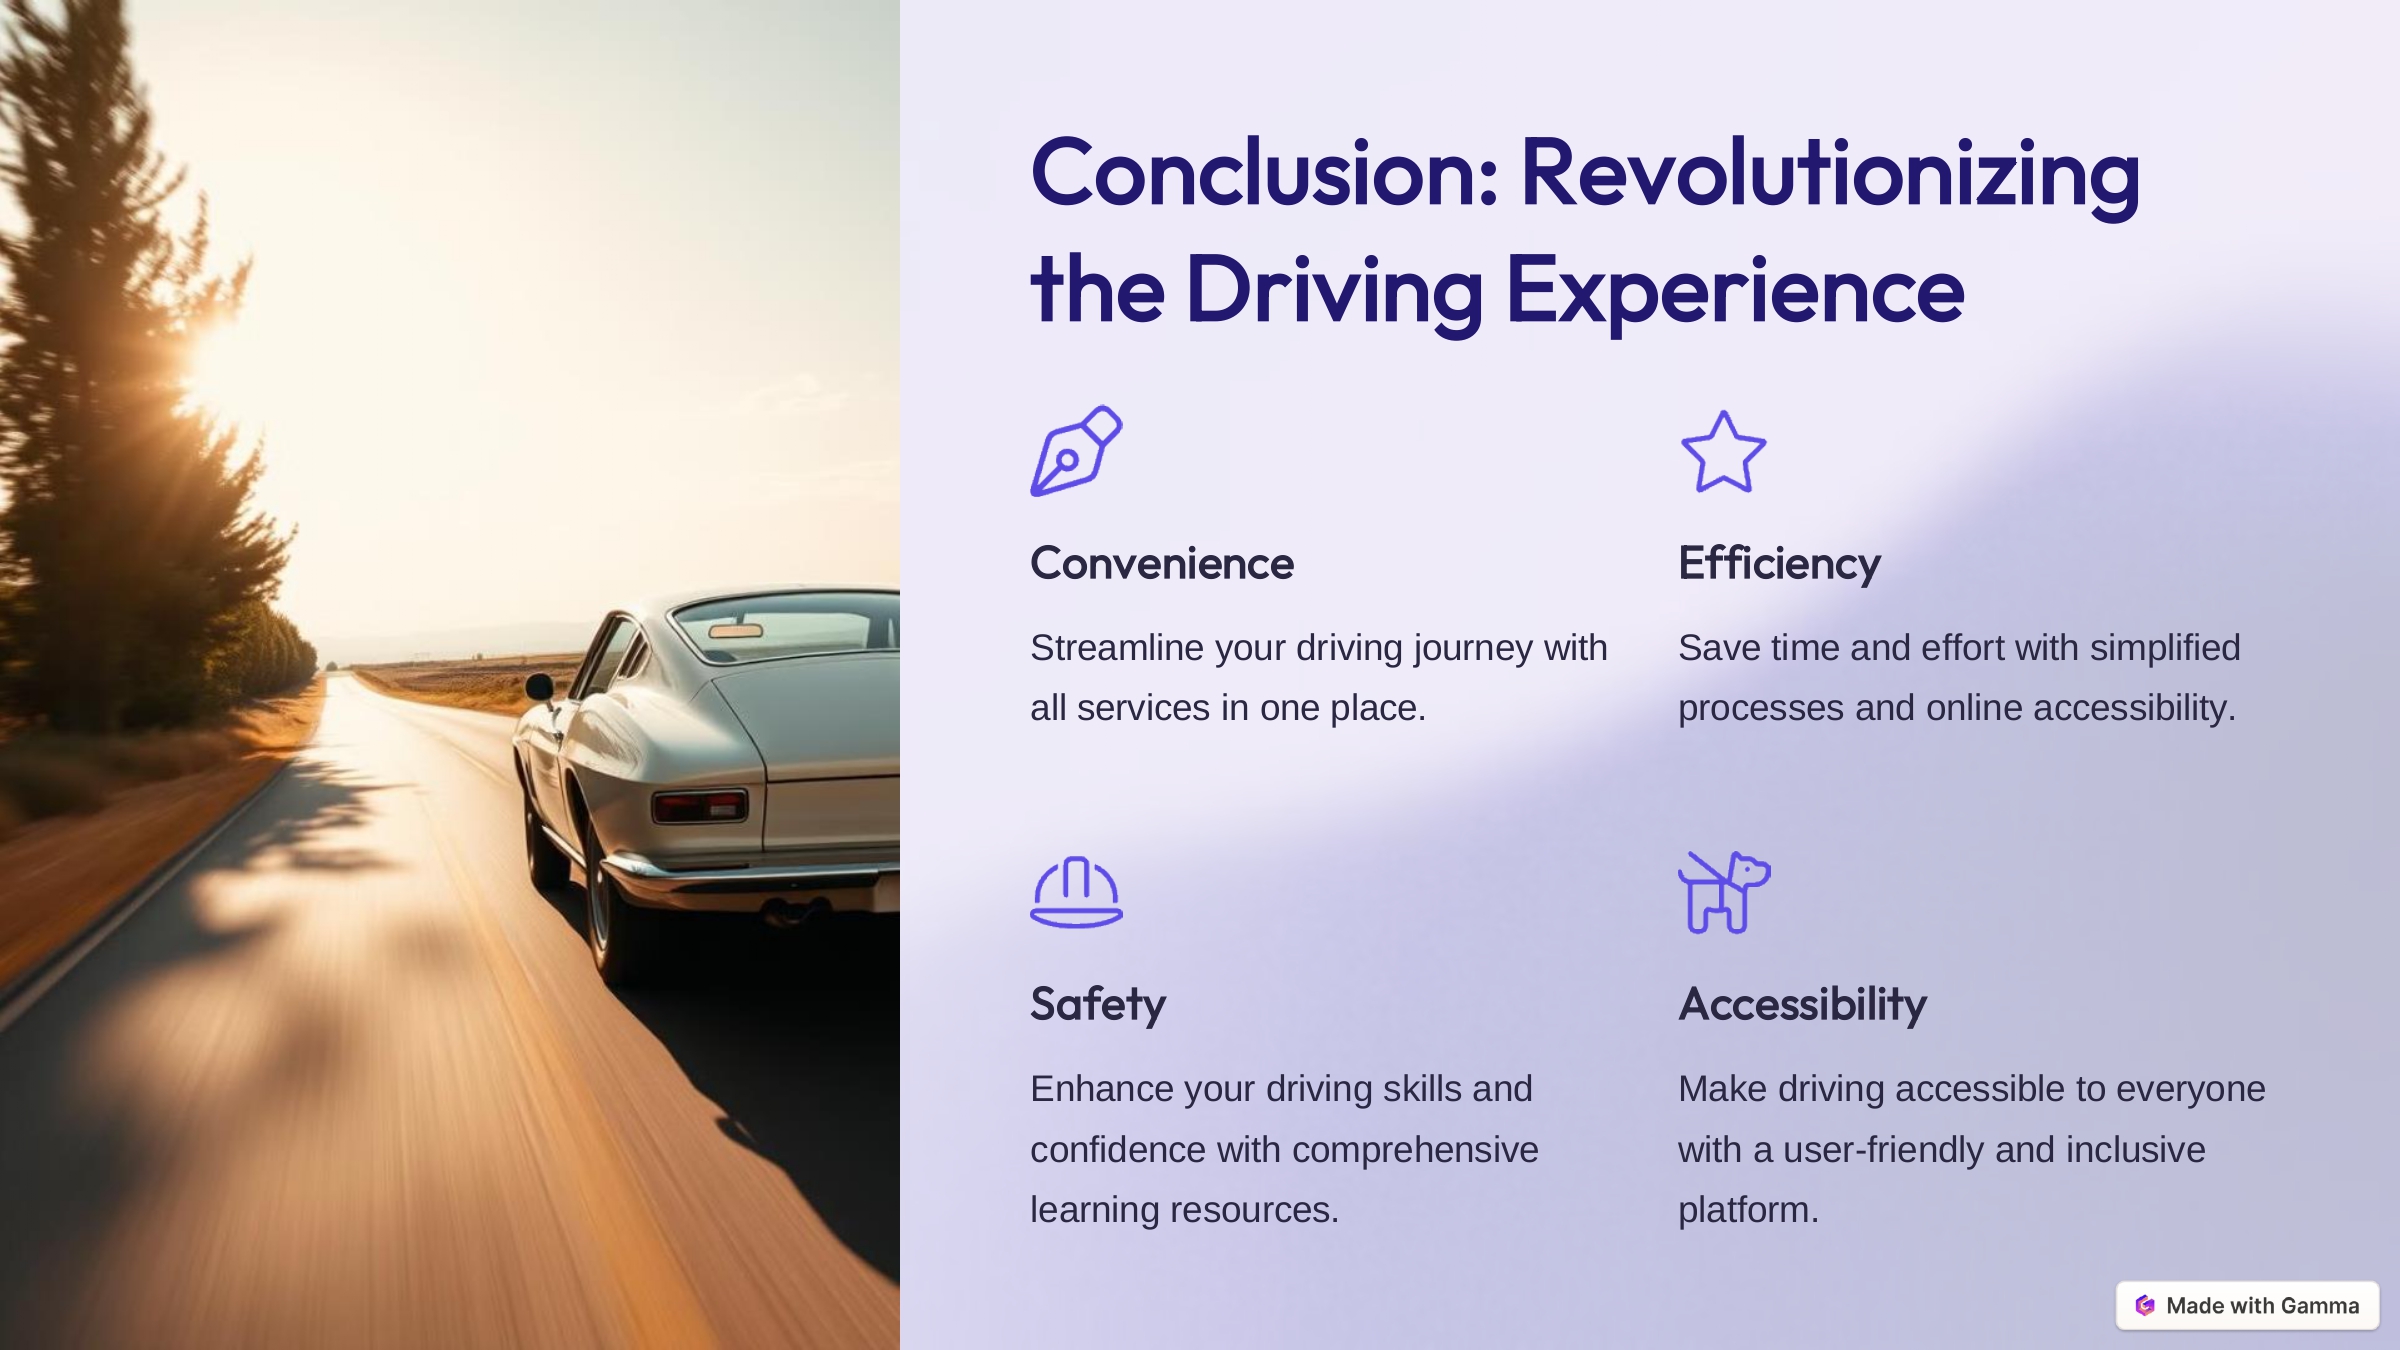 Conclusion: Revolutionizing
the Driving Experience
Convenience
Streamline your driving journey with
all services in one place.
Efficiency
Save time and effort with simplified
processes and online accessibility.
Safety
Enhance your driving skills and
confidence with comprehensive
learning resources.
Accessibility
Make driving accessible to everyone
with a user-friendly and inclusive
platform.
Made with Gamma